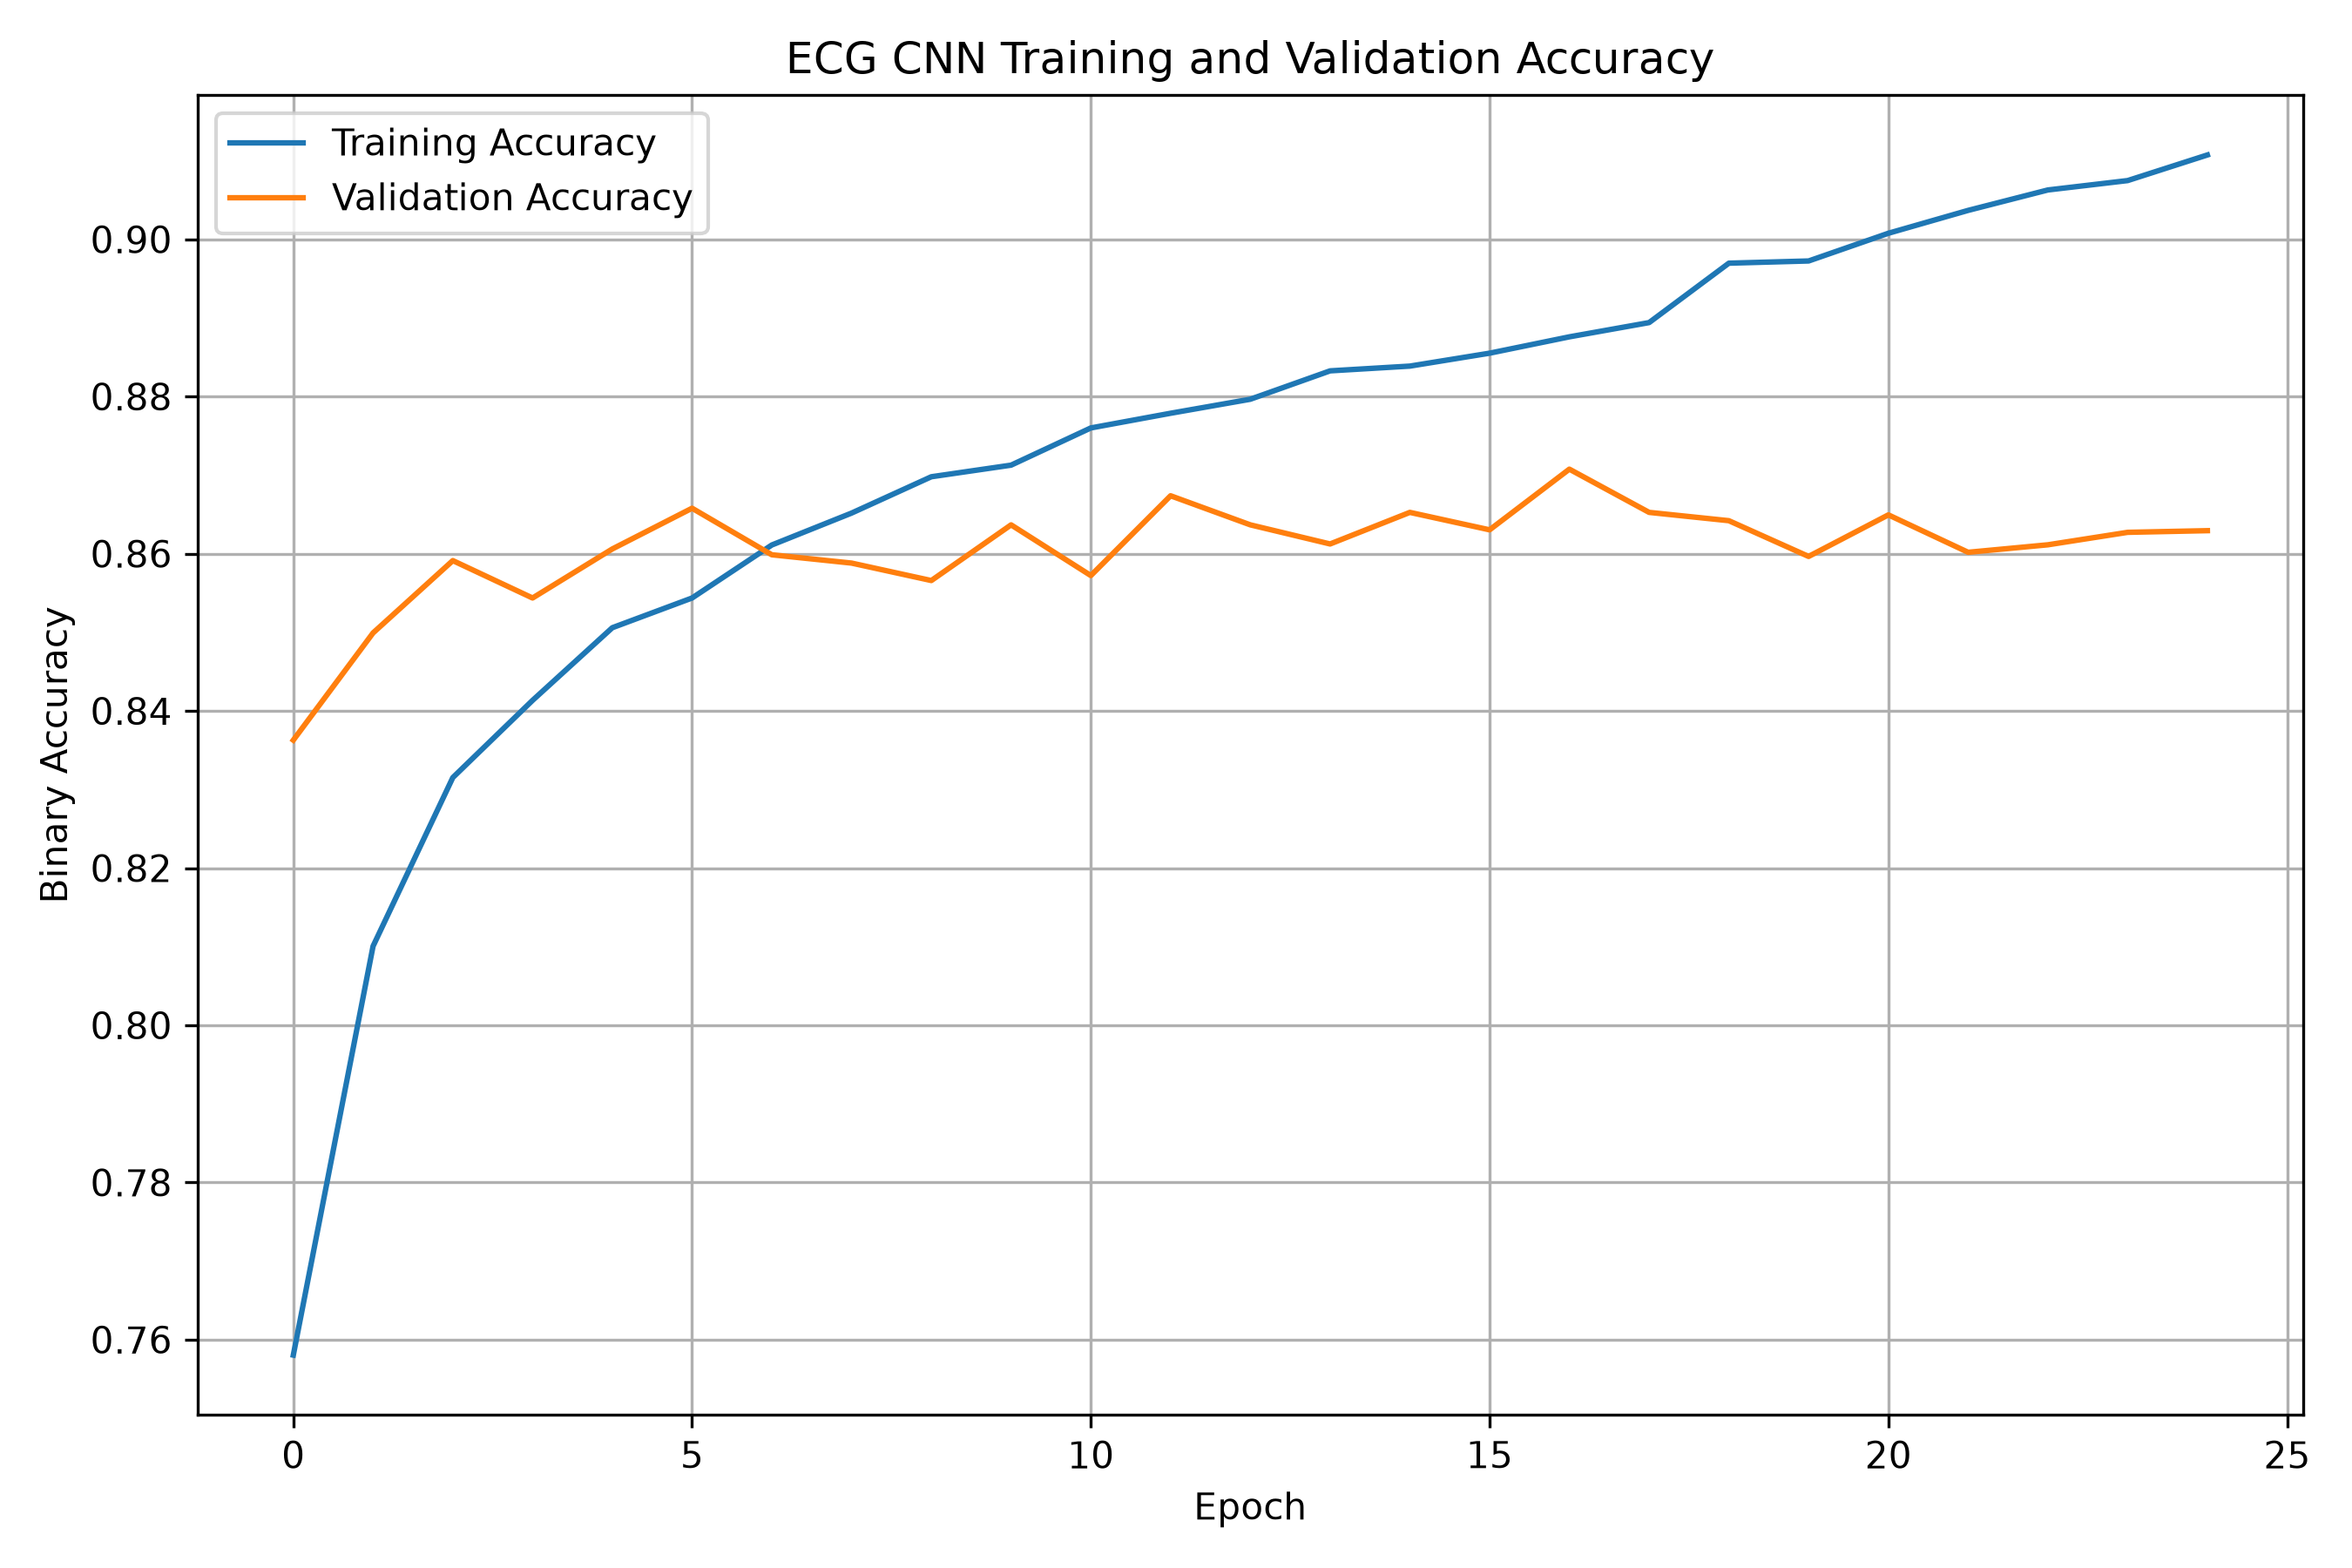 ECG CNN Training and Validation Accuracy
Training Accuracy
Validation Accuracy
0.90
0.88
0.86
0.84
0.82
0.80
0.78
0.76
Binary Accuracy
0 5 10 15 20 25
Epoch